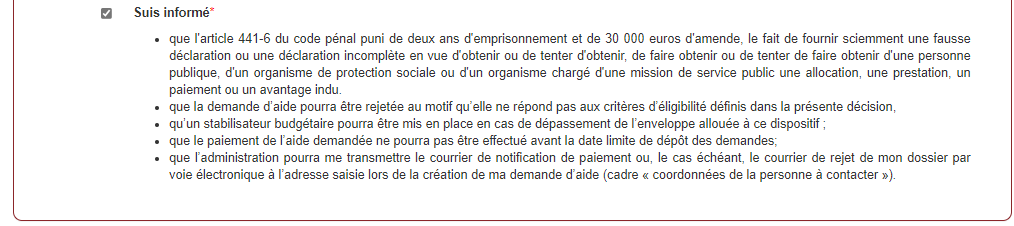 Suis informé*
• que l'article 441-6 du code pénal puni de deux ans d'emprisonnement et de 30 000 euros d'amende, le fait de fournir sciemment une fausse
déclaration ou une déclaration incomplète en vue d'obtenir ou de tenter d'obtenir, de faire obtenir ou de tenter de faire obtenir d'une personne
publique, d'un organisme de protection sociale ou d'un organisme chargé d'une mission de service public une allocation, une prestation, un
paiement ou un avantage indu.
• que la demande d'aide pourra être rejetée au motif qu'elle ne répond pas aux critères d'éligibilité définis dans la présente décision,
• qu'un stabilisateur budgétaire pourra être mis en place en cas de dépassement de l'enveloppe allouée à ce dispositif ;
• que le paiement de l'aide demandée ne pourra pas être effectué avant la date limite de dépôt des demandes;
• que l'administration pourra me transmettre le courrier de notification de paiement ou, le cas échéant, le courrier de rejet de mon dossier par
voie électronique à l'adresse saisie lors de la création de ma demande d'aide (cadre « coordonnées de la personne à contacter »).